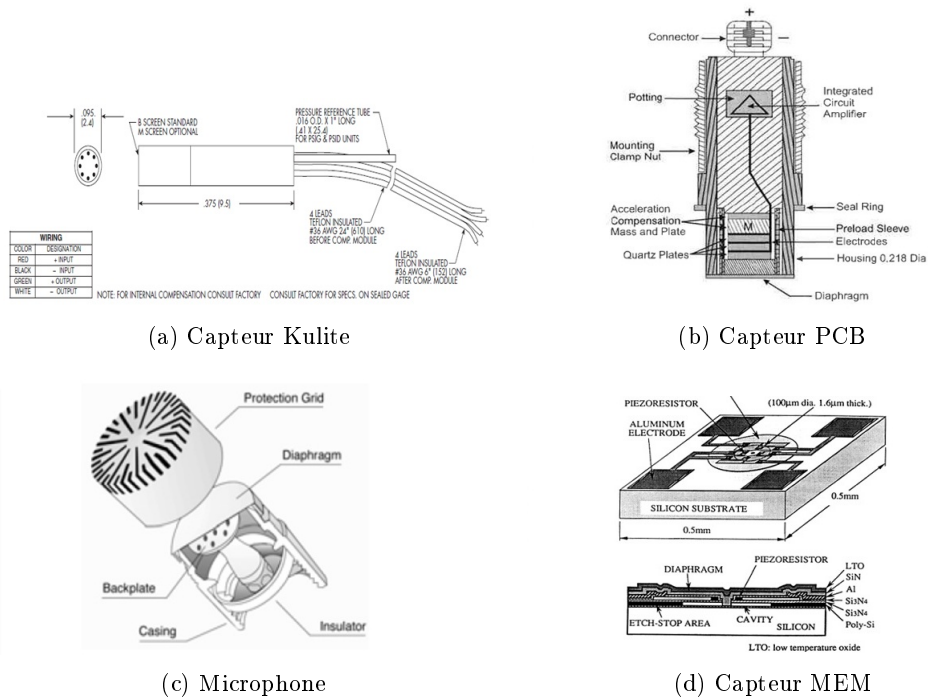 .095
(2.4)
B SCREEN STANDARD
M SCREEN OPTIONAL
PRESSURE REFERENCE TUBE
.016 O.D. X 1" LONG
(.41 X 25.4)
FOR PSIG & PSID UNITS
.375 (9.5)
4 LEADS
TEFLON INSULATED
#36 AWG 24" (610) LONG
BEFORE COMP. MODULE
4 LEADS
TEFLON INSULATED
#36 AWG 6" (152) LONG
AFTER COMP. MODULE
WIRING
COLOR DESIGNATION
RED + INPUT
BLACK – INPUT
GREEN + OUTPUT
WHITE – OUTPUT
NOTE: FOR INTERNAL COMPENSATION CONSULT FACTORY CONSULT FACTORY FOR SPECS. ON SEALED GAGE
(a) Capteur Kulite
+
Connector
–
Potting
Integrated
Circuit
Amplifier
Mounting
Clamp Nut
Seal Ring
Acceleration
Compensation
Mass and Plate
M
Preload Sleeve
Electrodes
Quartz Plates
Housing 0,218 Dia
Diaphragm
(b) Capteur PCB
Protection Grid
Diaphragm
Backplate
Casing
Insulator
(c) Microphone
PIEZORESISTOR
(100μm dia. 1.6μm thick.)
ALUMINUM
ELECTRODE
SILICON SUBSTRATE
0.5mm
0.5mm
PIEZORESISTOR
DIAPHRAGM
LTO
SiN
Al
Si3N4
Si3N4
Poly-Si
ETCH-STOP AREA
CAVITY
SILICON
LTO: low temperature oxide
(d) Capteur MEM